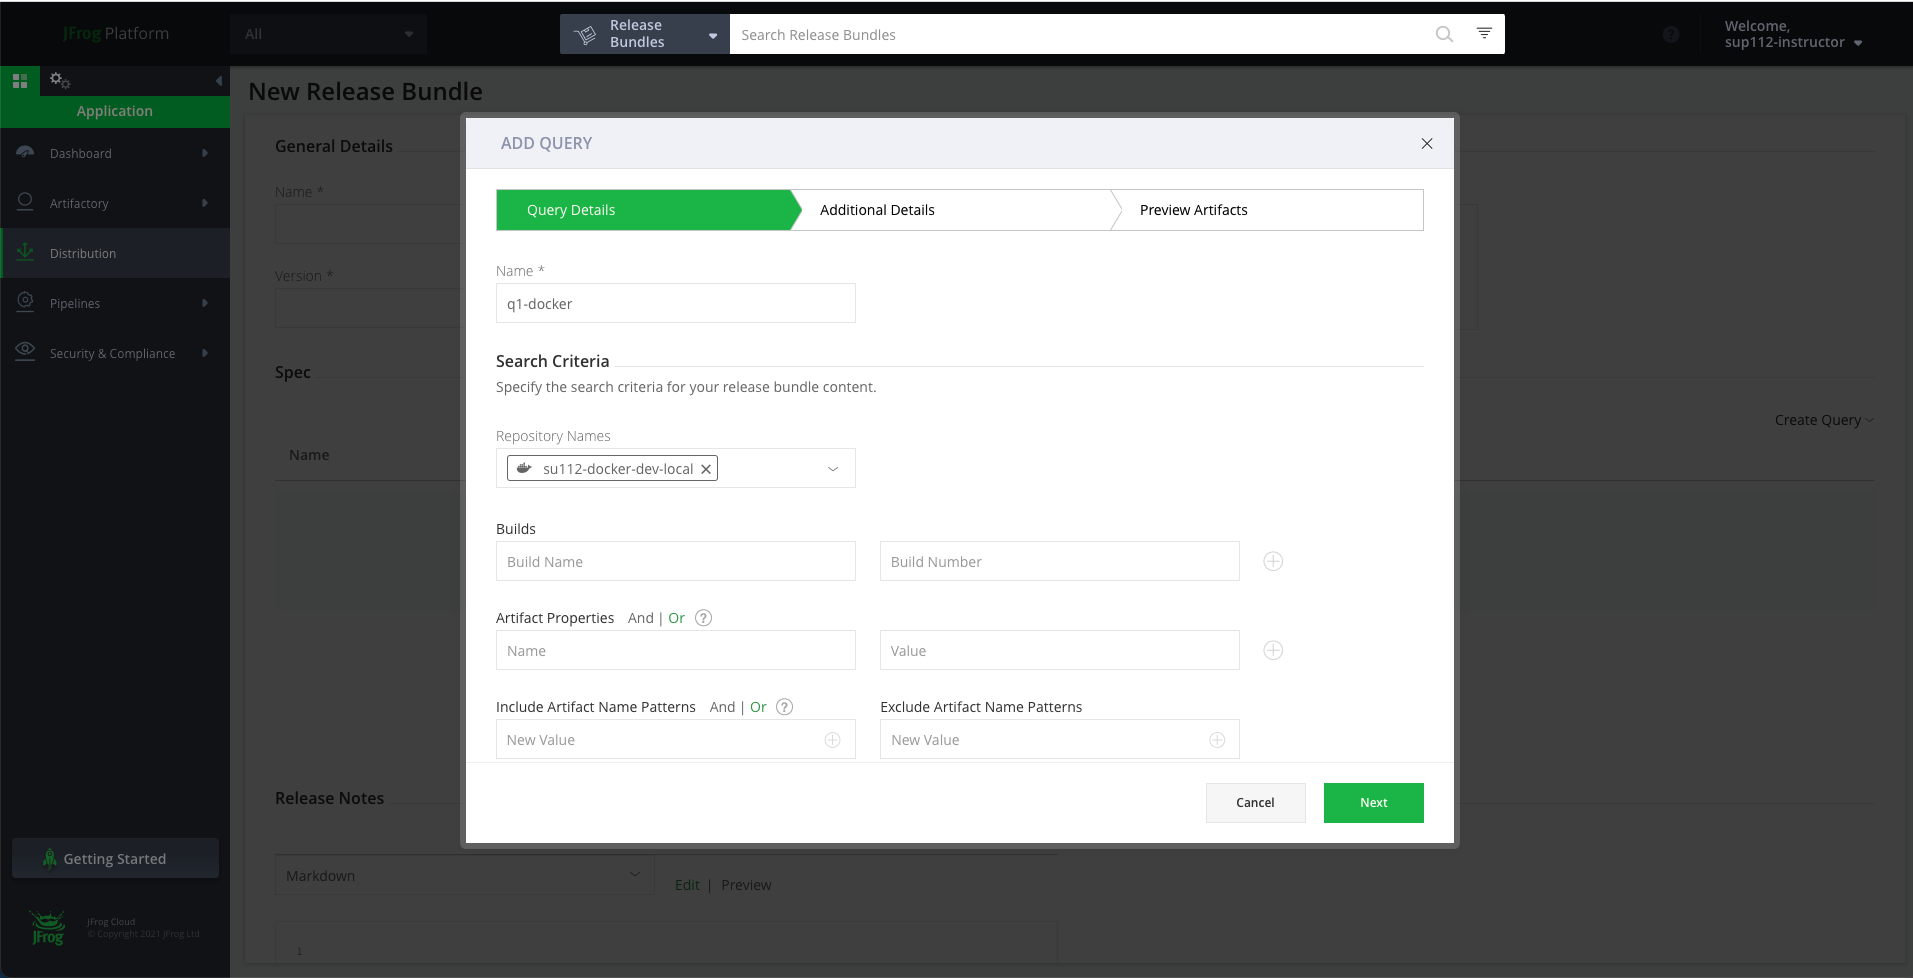 JFrog Platform
All
Release
Bundles
Search Release Bundles
?
Welcome,
sup112-instructor
Application
Dashboard
Artifactory
Distribution
Pipelines
Security & Compliance
Getting Started
JFrog
JFrog Cloud
© Copyright 2021 JFrog Ltd
New Release Bundle
General Details
Name *
Version *
Spec
Create Query
Name
Release Notes
Markdown
Edit | Preview
1
ADD QUERY
Query Details
Additional Details
Preview Artifacts
Name *
q1-docker
Search Criteria
Specify the search criteria for your release bundle content.
Repository Names
su112-docker-dev-local
Builds
Build Name
Build Number
Artifact Properties And | Or ?
Name
Value
Include Artifact Name Patterns And | Or ?
Exclude Artifact Name Patterns
New Value
New Value
Cancel
Next